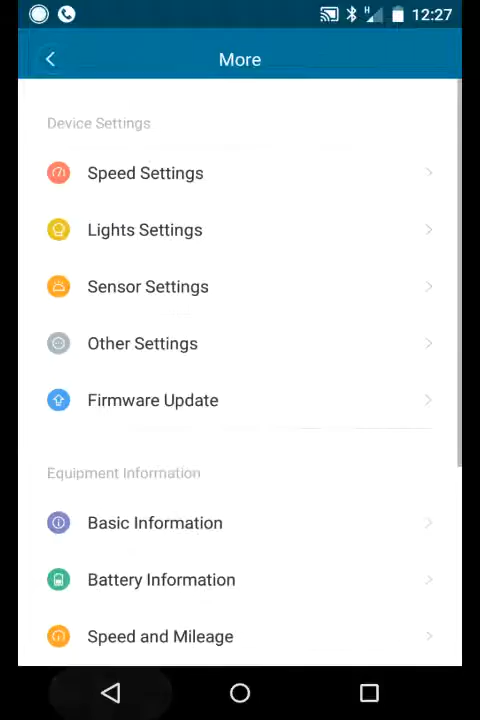 H
12:27
More
Device Settings
Speed Settings
Lights Settings
Sensor Settings
Other Settings
Firmware Update
Equipment Information
Basic Information
Battery Information
Speed and Mileage